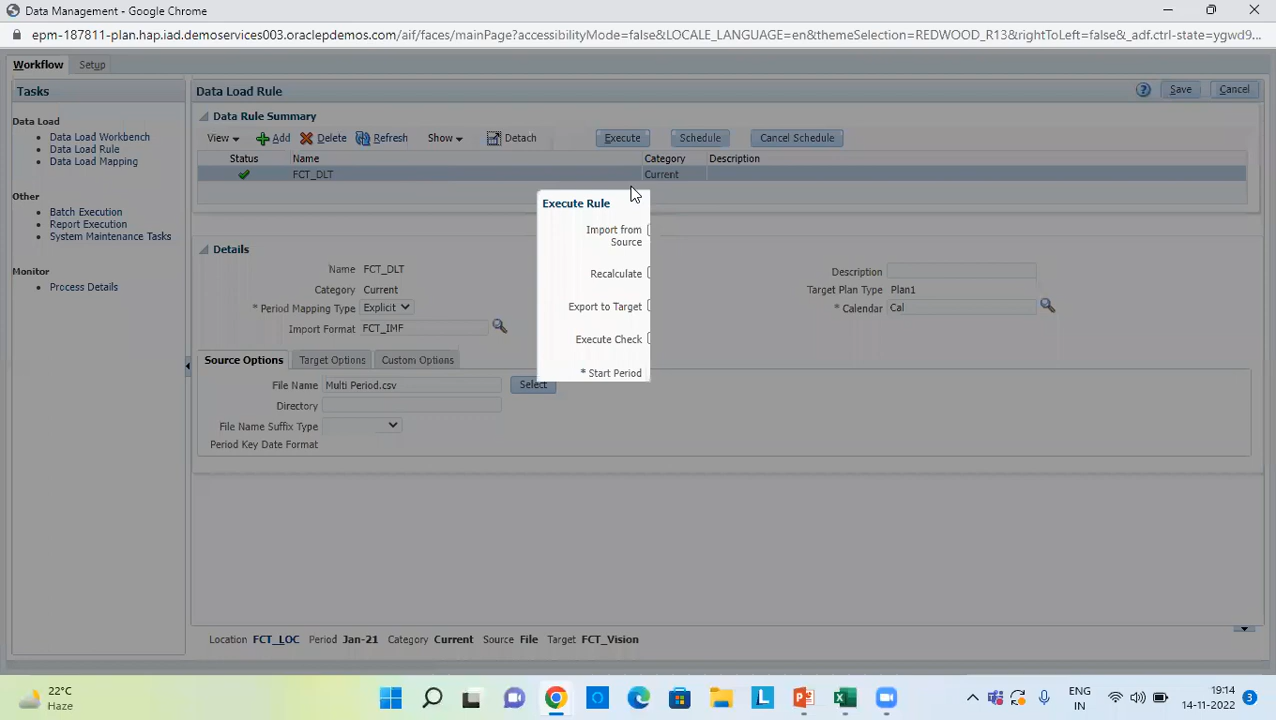 Data Management - Google Chrome
epm-187811-plan.hap.iad.demoservices003.oraclepdemos.com/aif/faces/mainPage?accessibilityMode=false&LOCALE_LANGUAGE=en&themeSelection=REDWOOD_R13&rightToLeft=false&_adf.ctrl-state=ygwd9...
Workflow Setup
Tasks
Data Load
Data Load Workbench
Data Load Rule
Data Load Mapping
Other
Batch Execution
Report Execution
System Maintenance Tasks
Monitor
Process Details
Data Load Rule Save Cancel
Data Rule Summary
View Add Delete Refresh Show Detach Execute Schedule Cancel Schedule
Status Name Category Description
FCT_DLT Current
Execute Rule
Import from
Source
Recalculate
Export to Target
Execute Check
* Start Period
Details
Name FCT_DLT Description
Category Current Target Plan Type Plan1
* Period Mapping Type Explicit * Calendar Cal
Import Format FCT_IMF
Source Options Target Options Custom Options
File Name Multi Period.csv Select
Directory
File Name Suffix Type
Period Key Date Format
Location FCT_LOC Period Jan-21 Category Current Source File Target FCT_Vision
22°C
Haze
ENG
IN
19:14
14-11-2022
3